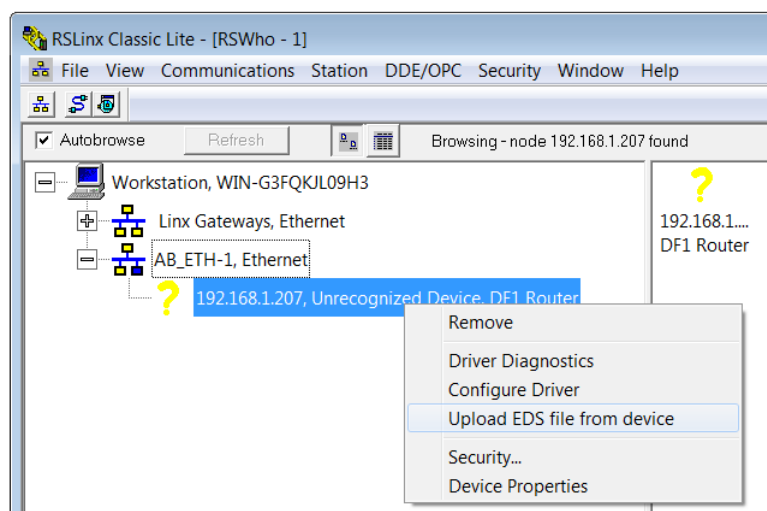 RSLinx Classic Lite - [RSWho - 1]
File View Communications Station DDE/OPC Security Window Help
Autobrowse Refresh Browsing - node 192.168.1.207 found
Workstation, WIN-G3FQKJL09H3
Linx Gateways, Ethernet
AB_ETH-1, Ethernet
192.168.1.207, Unrecognized Device, DF1 Router
192.168.1....
DF1 Router
Remove
Driver Diagnostics
Configure Driver
Upload EDS file from device
Security...
Device Properties